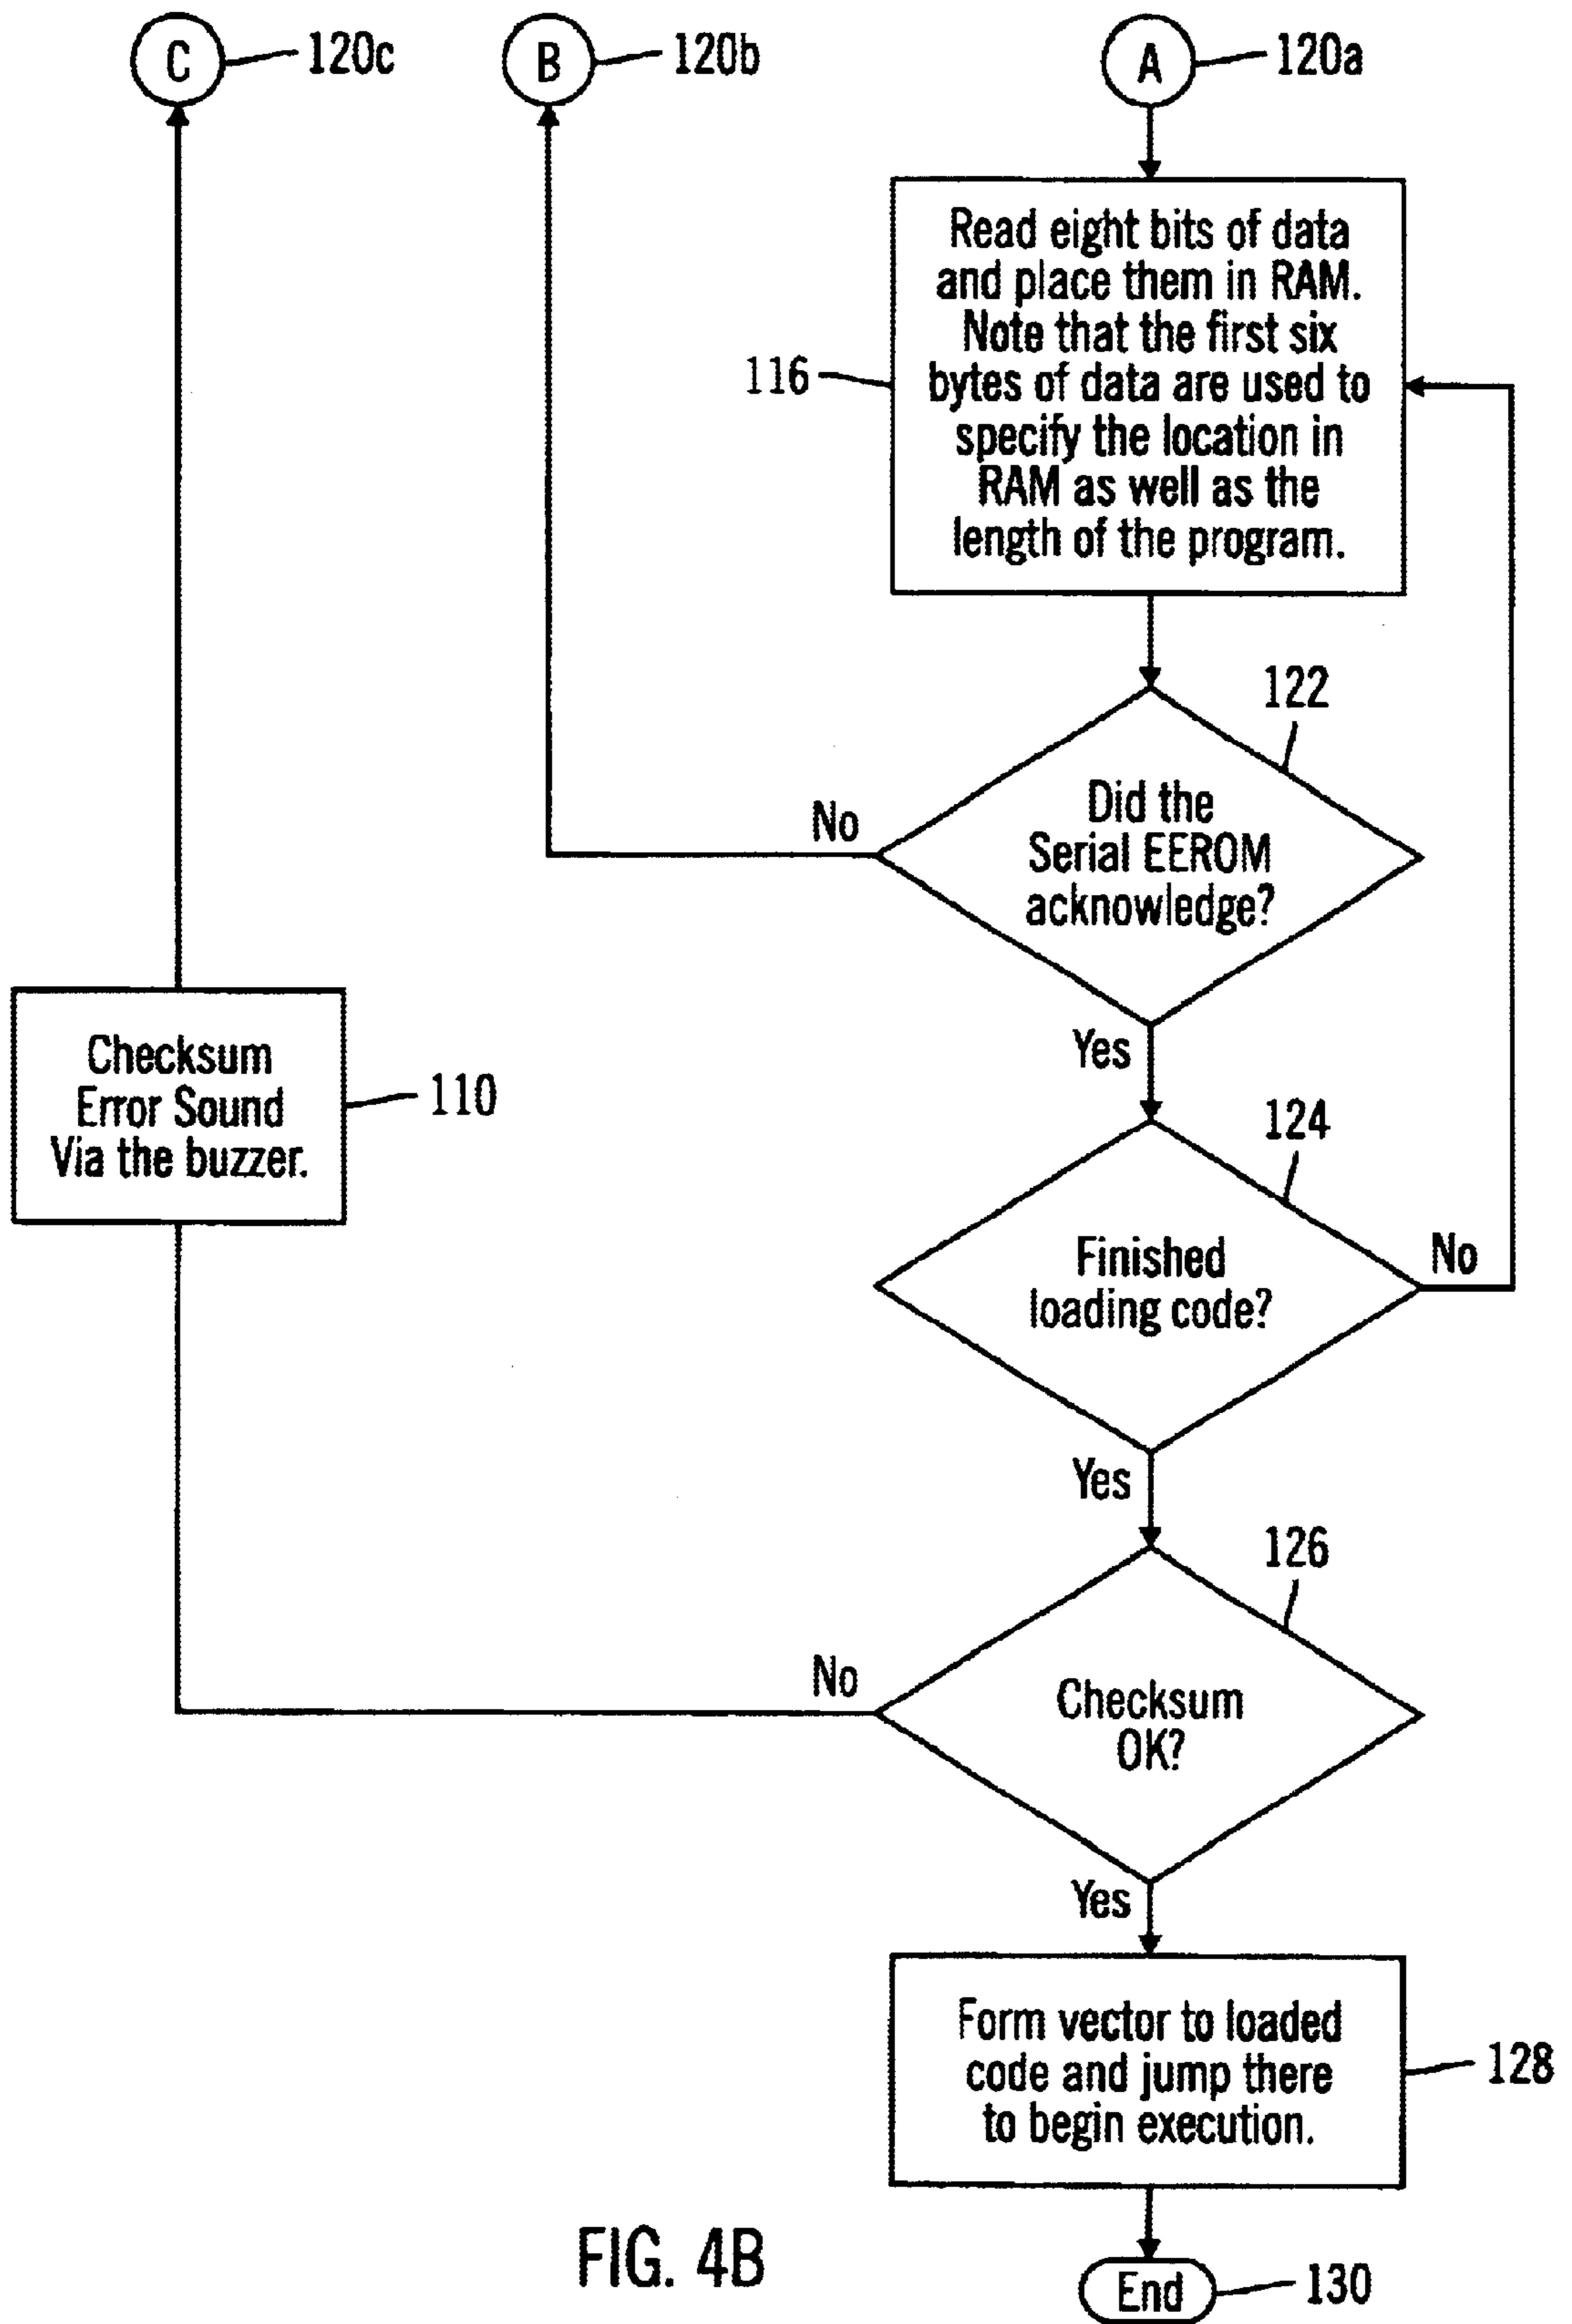 C
120c
B
120b
A
120a
Read eight bits of data
and place them in RAM.
Note that the first six
bytes of data are used to
specify the location in
RAM as well as the
length of the program.
116
122
Did the
Serial EEROM
acknowledge?
No
Yes
Checksum
Error Sound
Via the buzzer.
110
124
Finished
loading code?
No
Yes
126
Checksum
OK?
No
Yes
Form vector to loaded
code and jump there
to begin execution.
128
End
130
FIG. 4B